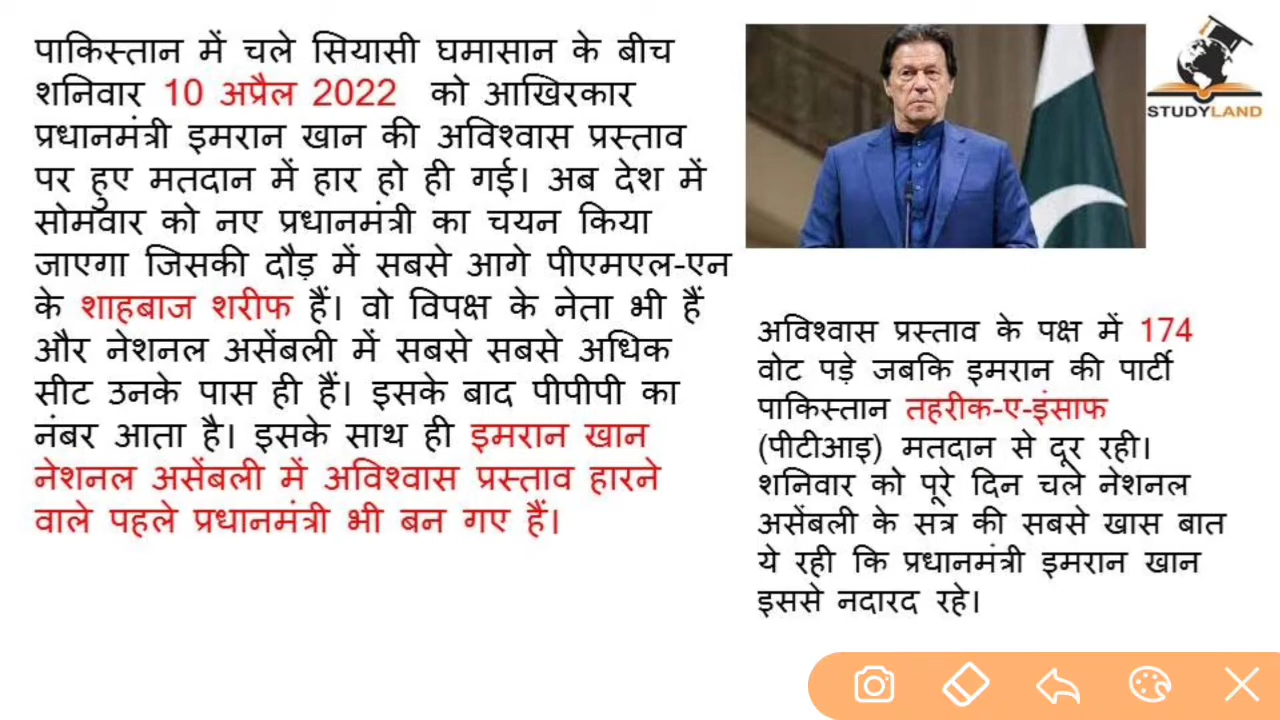 पाकिस्तान में चले सियासी घमासान के बीच
शनिवार 10 अप्रैल 2022 को आखिरकार
प्रधानमंत्री इमरान खान की अविश्वास प्रस्ताव
पर हुए मतदान में हार हो ही गई। अब देश में
सोमवार को नए प्रधानमंत्री का चयन किया
जाएगा जिसकी दौड़ में सबसे आगे पीएमएल-एन
के शाहबाज शरीफ हैं। वो विपक्ष के नेता भी हैं
और नेशनल असेंबली में सबसे सबसे अधिक
सीट उनके पास ही हैं। इसके बाद पीपीपी का
नंबर आता है। इसके साथ ही इमरान खान
नेशनल असेंबली में अविश्वास प्रस्ताव हारने
वाले पहले प्रधानमंत्री भी बन गए हैं।
STUDYLAND
अविश्वास प्रस्ताव के पक्ष में 174
वोट पड़े जबकि इमरान की पार्टी
पाकिस्तान तहरीक-ए-इंसाफ
(पीटीआइ) मतदान से दूर रही।
शनिवार को पूरे दिन चले नेशनल
असेंबली के सत्र की सबसे खास बात
ये रही कि प्रधानमंत्री इमरान खान
इससे नदारद रहे।